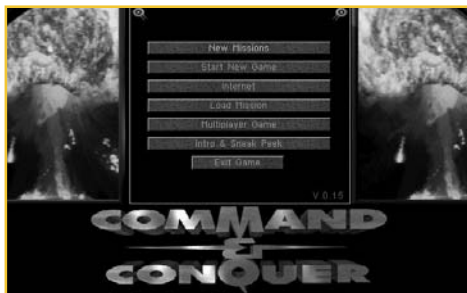 New Missions
Start New Game
Internet
Load Mission
Multiplayer Game
Intro & Sneak Peek
Exit Game
V.0.15
COMMAND
&
CONQUER